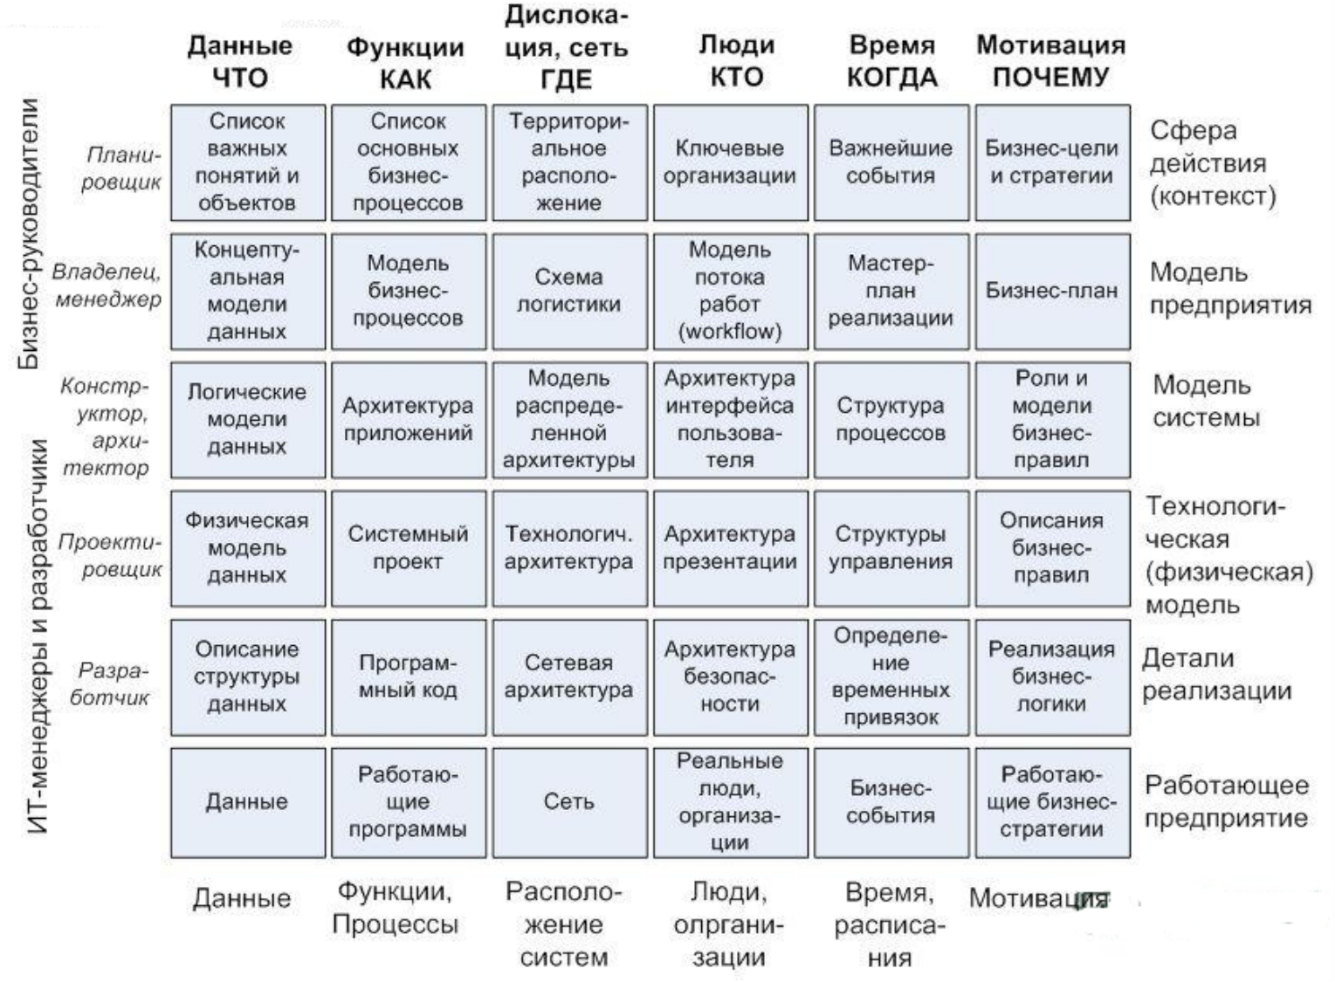 Данные
ЧТО
Функции
КАК
Дислока-
ция, сеть
ГДЕ
Люди
КТО
Время
КОГДА
Мотивация
ПОЧЕМУ
Бизнес-руководители
Плани-
ровщик
Список
важных
понятий и
объектов
Список
основных
бизнес-
процессов
Территори-
альное
располо-
жение
Ключевые
организации
Важнейшие
события
Бизнес-цели
и стратегии
Сфера
действия
(контекст)
Владелец,
менеджер
Концепту-
альная
модели
данных
Модель
бизнес-
процессов
Схема
логистики
Модель
потока
работ
(workflow)
Мастер-
план
реализации
Бизнес-план
Модель
предприятия
ИТ-менеджеры и разработчики
Констр-
уктор,
архи-
тектор
Логические
модели
данных
Архитектура
приложений
Модель
распреде-
ленной
архитектуры
Архитектура
интерфейса
пользова-
теля
Структура
процессов
Роли и
модели
бизнес-
правил
Модель
системы
Проекти-
ровщик
Физическая
модель
данных
Системный
проект
Технологич.
архитектура
Архитектура
презентации
Структуры
управления
Описания
бизнес-
правил
Технологи-
ческая
(физическая)
модель
Разра-
ботчик
Описание
структуры
данных
Програм-
мный код
Сетевая
архитектура
Архитектура
безопас-
ности
Определе-
ние
временных
привязок
Реализация
бизнес-
логики
Детали
реализации
Данные
Работаю-
щие
программы
Сеть
Реальные
люди,
организа-
ции
Бизнес-
события
Работаю-
щие бизнес-
стратегии
Работающее
предприятие
Данные
Функции,
Процессы
Располо-
жение
систем
Люди,
олргани-
зации
Время,
расписа-
ния
Мотивация